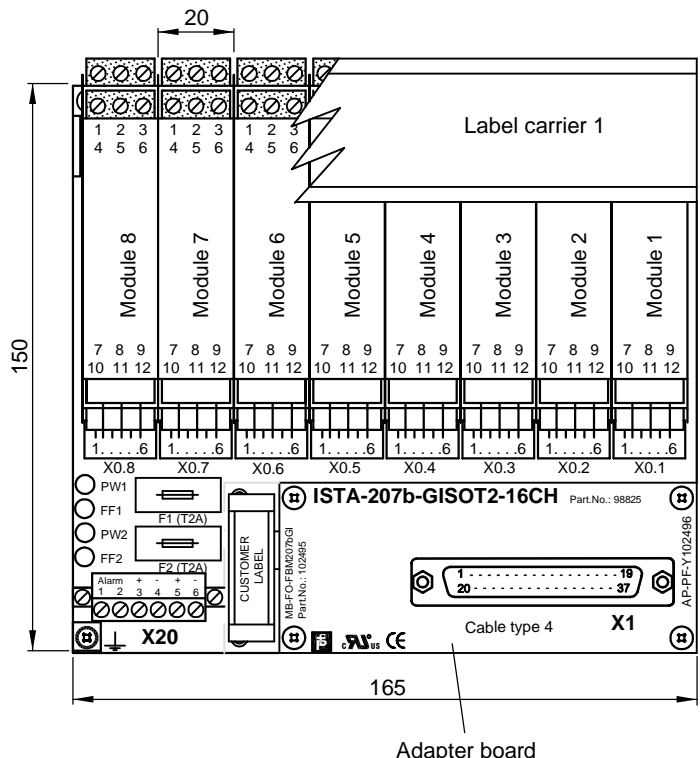 20
1 2 3 1 2 3 1 2 3
4 5 6 4 5 6 4 5 6
Label carrier 1
Module 8
Module 7
Module 6
Module 5
Module 4
Module 3
Module 2
Module 1
150
7 8 9 7 8 9 7 8 9 7 8 9 7 8 9 7 8 9 7 8 9 7 8 9
10 11 12 10 11 12 10 11 12 10 11 12 10 11 12 10 11 12 10 11 12 10 11 12
1.....6 1.....6 1.....6 1.....6 1.....6 1.....6 1.....6 1.....6
X0.8 X0.7 X0.6 X0.5 X0.4 X0.3 X0.2 X0.1
PW1
FF1
PW2
FF2
F1 (T2A)
F2 (T2A)
Alarm + - + -
1 2 3 4 5 6
X20
CUSTOMER
LABEL
MB-FO-FBM207bGI
Part.No.: 102495
ISTA-207b-GISOT2-16CH Part.No.: 98825
AP-PF-Y102496
1 - - - - - - - - - - - - - - - - - - 19
20 - - - - - - - - - - - - - - - - - 37
Cable type 4 X1
c US CE
165
Adapter board